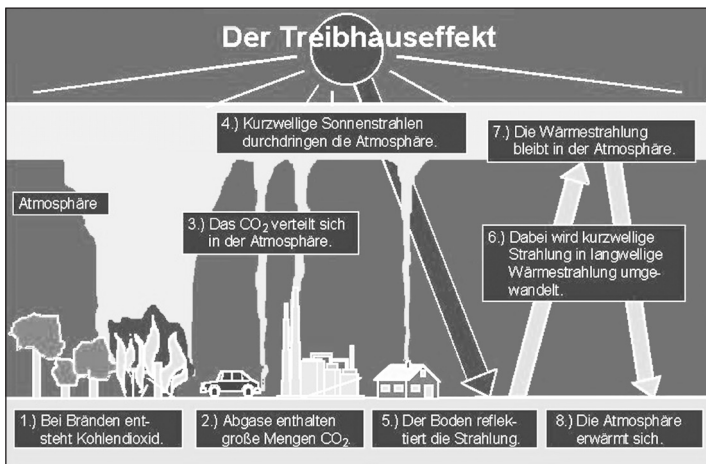 Der Treibhauseffekt
4.) Kurzwellige Sonnenstrahlen
durchdringen die Atmosphäre.
7.) Die Wärmestrahlung
bleibt in der Atmosphäre.
Atmosphäre
3.) Das CO₂ verteilt sich
in der Atmosphäre.
6.) Dabei wird kurzwellige
Strahlung in langwellige
Wärmestrahlung umge-
wandelt.
1.) Bei Bränden ent-
steht Kohlendioxid.
2.) Abgase enthalten
große Mengen CO₂.
5.) Der Boden reflek-
tiert die Strahlung.
8.) Die Atmosphäre
erwärmt sich.